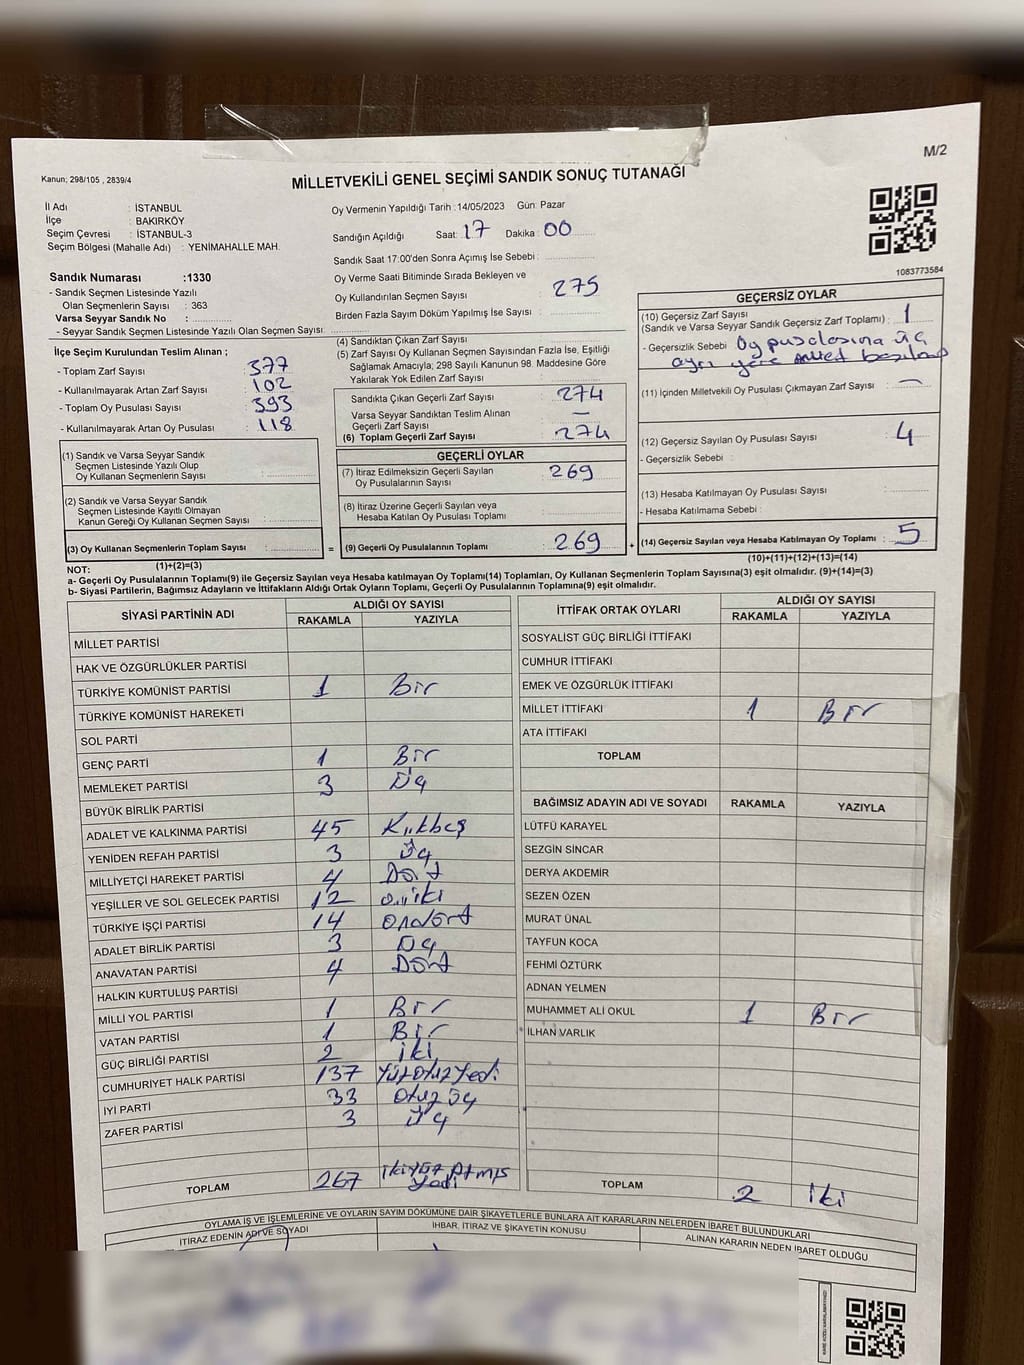 M/2
Kanun; 298/105 , 2839/4
MİLLETVEKİLİ GENEL SEÇİMİ SANDIK SONUÇ TUTANAĞI
İl Adı : İSTANBUL
İlçe : BAKIRKÖY
Seçim Çevresi : İSTANBUL-3
Seçim Bölgesi (Mahalle Adı) : YENİMAHALLE MAH.
Sandık Numarası :1330
- Sandık Seçmen Listesinde Yazılı
Olan Seçmenlerin Sayısı : 363
Varsa Seyyar Sandık No :
- Seyyar Sandık Seçmen Listesinde Yazılı Olan Seçmen Sayısı:
Oy Vermenin Yapıldığı Tarih :14/05/2023 Gün: Pazar
Sandığın Açıldığı Saat: 17 Dakika : 00
Sandık Saat 17:00'den Sonra Açımış İse Sebebi :
Oy Verme Saati Bitiminde Sırada Bekleyen ve
Oy Kullandırılan Seçmen Sayısı : 275
Birden Fazla Sayım Döküm Yapılmış İse Sayısı :
1083773584
İlçe Seçim Kurulundan Teslim Alınan ;
- Toplam Zarf Sayısı : 377
- Kullanılmayarak Artan Zarf Sayısı : 102
- Toplam Oy Pusulası Sayısı : 393
- Kullanılmayarak Artan Oy Pusulası : 118
(1) Sandık ve Varsa Seyyar Sandık
Seçmen Listesinde Yazılı Olup
Oy Kullanan Seçmenlerin Sayısı :
(2) Sandık ve Varsa Seyyar Sandık
Seçmen Listesinde Kayıtlı Olmayan
Kanun Gereği Oy Kullanan Seçmen Sayısı :
(3) Oy Kullanan Seçmenlerin Toplam Sayısı :
(1)+(2)=(3)
(4) Sandıktan Çıkan Zarf Sayısı :
(5) Zarf Sayısı Oy Kullanan Seçmen Sayısından Fazla İse, Eşitliği
Sağlamak Amacıyla; 298 Sayılı Kanunun 98. Maddesine Göre
Yakılarak Yok Edilen Zarf Sayısı :
Sandıkta Çıkan Geçerli Zarf Sayısı : 274
Varsa Seyyar Sandıktan Teslim Alınan
Geçerli Zarf Sayısı : —
(6) Toplam Geçerli Zarf Sayısı : 274
GEÇERLİ OYLAR
(7) İtiraz Edilmeksizin Geçerli Sayılan
Oy Pusulalarının Sayısı : 269
(8) İtiraz Üzerine Geçerli Sayılan veya
Hesaba Katılan Oy Pusulası Toplamı :
= (9) Geçerli Oy Pusulalarının Toplamı : 269
GEÇERSİZ OYLAR
(10) Geçersiz Zarf Sayısı
(Sandık ve Varsa Seyyar Sandık Geçersiz Zarf Toplamı) : 1
- Geçersizlik Sebebi : Oy pusulasına üç
ayrı yere
(11) İçinden Milletvekili Oy Pusulası Çıkmayan Zarf Sayısı : —
(12) Geçersiz Sayılan Oy Pusulası Sayısı : 4
- Geçersizlik Sebebi :
(13) Hesaba Katılmayan Oy Pusulası Sayısı :
- Hesaba Katılmama Sebebi :
+ (14) Geçersiz Sayılan veya Hesaba Katılmayan Oy Toplamı : 5
(10)+(11)+(12)+(13)=(14)
NOT:
a- Geçerli Oy Pusulalarının Toplamı(9) ile Geçersiz Sayılan veya Hesaba katılmayan Oy Toplamı(14) Toplamları, Oy Kullanan Seçmenlerin Toplam Sayısına(3) eşit olmalıdır. (9)+(14)=(3)
b- Siyasi Partilerin, Bağımsız Adayların ve İttifakların Aldığı Ortak Oyların Toplamı, Geçerli Oy Pusulalarının Toplamına(9) eşit olmalıdır.
SİYASİ PARTİNİN ADI ALDIĞI OY SAYISI
RAKAMLA YAZIYLA
MİLLET PARTİSİ
HAK VE ÖZGÜRLÜKLER PARTİSİ
TÜRKİYE KOMÜNİST PARTİSİ 1 Bir
TÜRKİYE KOMÜNİST HAREKETİ
SOL PARTİ
GENÇ PARTİ 1 Bir
MEMLEKET PARTİSİ 3 Üç
BÜYÜK BİRLİK PARTİSİ
ADALET VE KALKINMA PARTİSİ 45 Kırkbeş
YENİDEN REFAH PARTİSİ 3 Üç
MİLLİYETÇİ HAREKET PARTİSİ 4 Dört
YEŞİLLER VE SOL GELECEK PARTİSİ 12 oniki
TÜRKİYE İŞÇİ PARTİSİ 14 ondört
ADALET BİRLİK PARTİSİ 3 Üç
ANAVATAN PARTİSİ 4 Dört
HALKIN KURTULUŞ PARTİSİ
MİLLİ YOL PARTİSİ 1 Bir
VATAN PARTİSİ 1 Bir
GÜÇ BİRLİĞİ PARTİSİ 2 iki
CUMHURİYET HALK PARTİSİ 137 Yüzotuzyedi
İYİ PARTİ 33 Otuzüç
ZAFER PARTİSİ 3 Üç
TOPLAM 267 ikiyüz Atmış
Yedi
İTTİFAK ORTAK OYLARI ALDIĞI OY SAYISI
RAKAMLA YAZIYLA
SOSYALİST GÜÇ BİRLİĞİ İTTİFAKI
CUMHUR İTTİFAKI
EMEK VE ÖZGÜRLÜK İTTİFAKI
MİLLET İTTİFAKI 1 Bir
ATA İTTİFAKI
TOPLAM
BAĞIMSIZ ADAYIN ADI VE SOYADI RAKAMLA YAZIYLA
LÜTFÜ KARAYEL
SEZGİN SİNCAR
DERYA AKDEMİR
SEZEN ÖZEN
MURAT ÜNAL
TAYFUN KOCA
FEHMİ ÖZTÜRK
ADNAN YELMEN
MUHAMMET ALİ OKUL 1 Bir
İLHAN VARLIK
TOPLAM 2 İki
OYLAMA İŞ VE İŞLEMLERİNE VE OYLARIN SAYIM DÖKÜMÜNE DAİR ŞİKAYETLERLE BUNLARA AİT KARARLARIN NELERDEN İBARET BULUNDUKLARI
İTİRAZ EDENİN ADI VE SOYADI İHBAR, İTİRAZ VE ŞİKAYETİN KONUSU ALINAN KARARIN NEDEN İBARET OLDUĞU